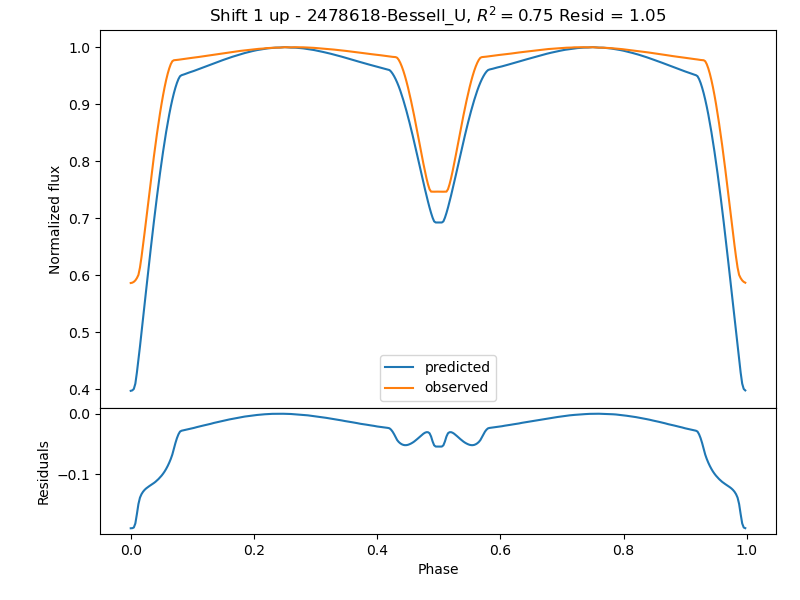 Shift 1 up - 2478618-Bessell_U, R² = 0.75 Resid = 1.05
Normalized flux
1.0
0.9
0.8
0.7
0.6
0.5
0.4
predicted
observed
Residuals
0.0
−0.1
0.0 0.2 0.4 0.6 0.8 1.0
Phase